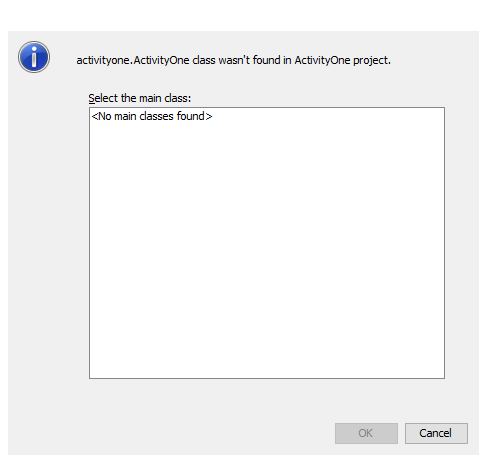 activityone.ActivityOne class wasn't found in ActivityOne project.
Select the main class:
<No main classes found>
OK
Cancel